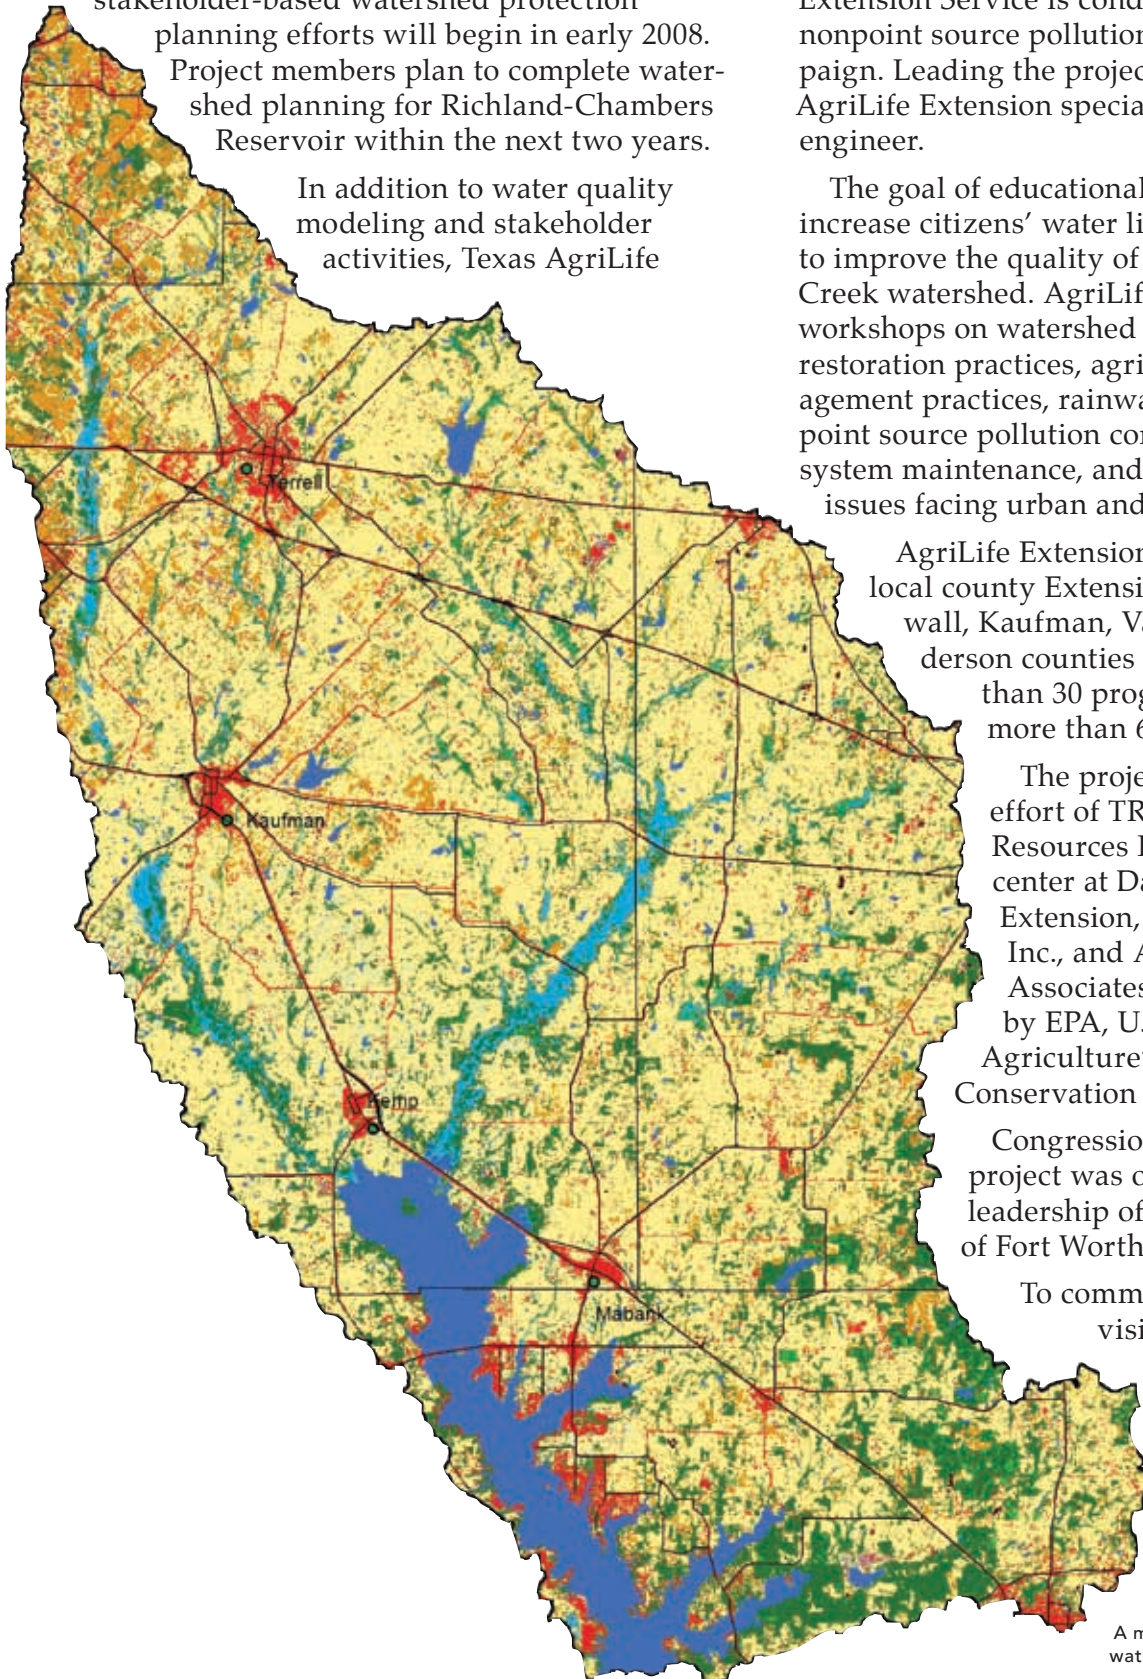 stakeholder-based watershed protection
planning efforts will begin in early 2008.
Project members plan to complete water-
shed planning for Richland-Chambers
Reservoir within the next two years.
In addition to water quality
modeling and stakeholder
activities, Texas AgriLife
Extension Service is cond
nonpoint source pollution
paign. Leading the projec
AgriLife Extension specia
engineer.
The goal of educational
increase citizens’ water li
to improve the quality of
Creek watershed. AgriLif
workshops on watershed
restoration practices, agri
agement practices, rainwa
point source pollution con
system maintenance, and
issues facing urban and
AgriLife Extension
local county Extensi
wall, Kaufman, Va
derson counties
than 30 prog
more than 6
The proje
effort of TR
Resources
center at Da
Extension,
Inc., and A
Associates
by EPA, U.
Agriculture’
Conservation
Congressio
project was o
leadership of
of Fort Worth
To comm
visi
Terrell
Kaufman
Kemp
Mabank
A m
wat